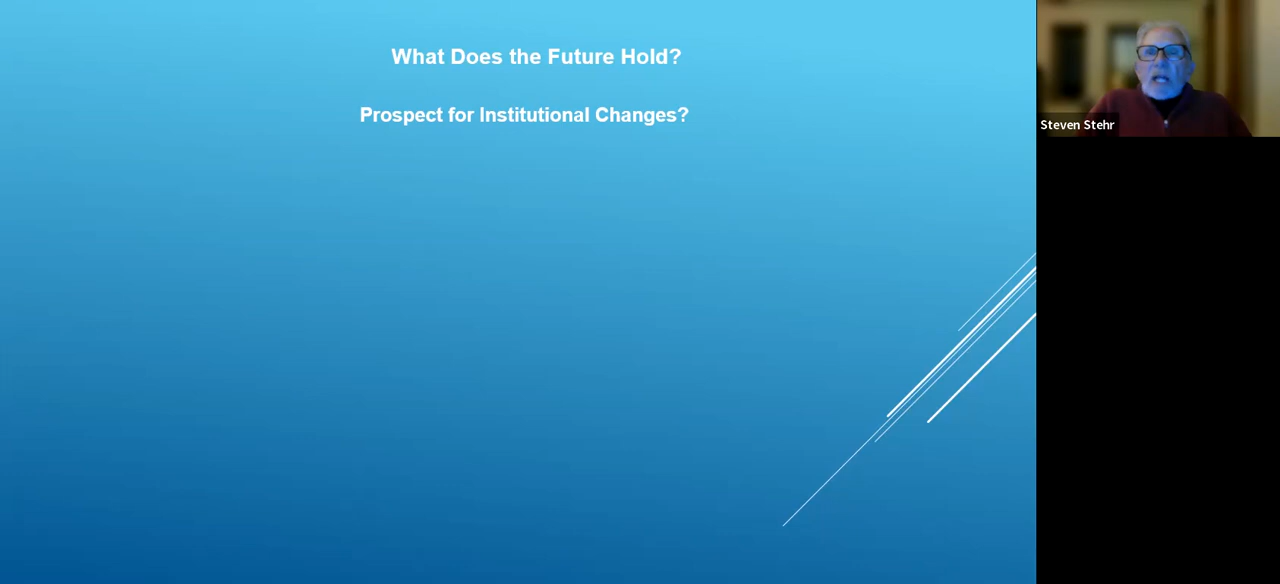 What Does the Future Hold?
Prospect for Institutional Changes?
Steven Stehr